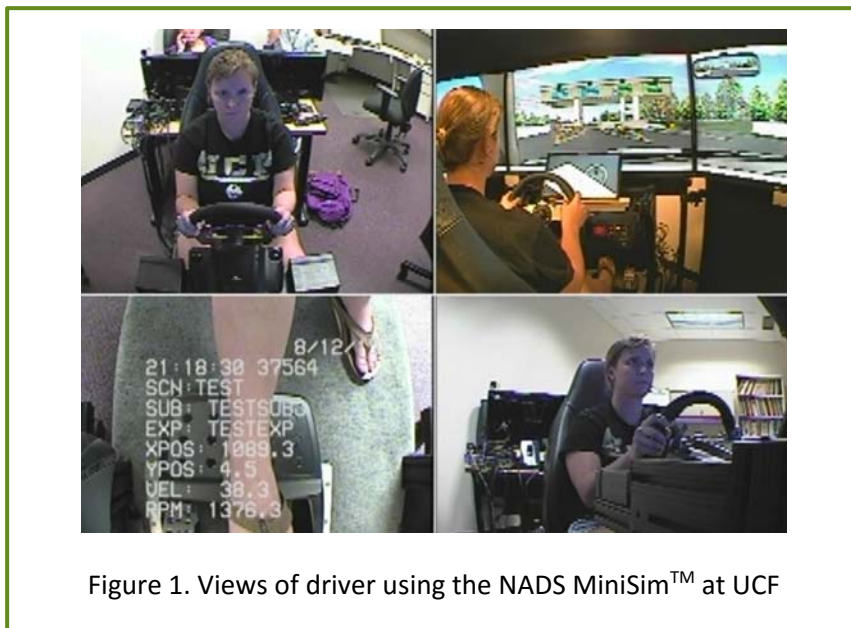 UCF
8/12/
21:18:30 37564
SCN:TEST
SUB: TESTSUBJ
EXP: TESTEXP
XPOS: 1089.3
YPOS: 4.5
VEL: 38.3
RPM: 1376.3
Figure 1. Views of driver using the NADS MiniSim™ at UCF